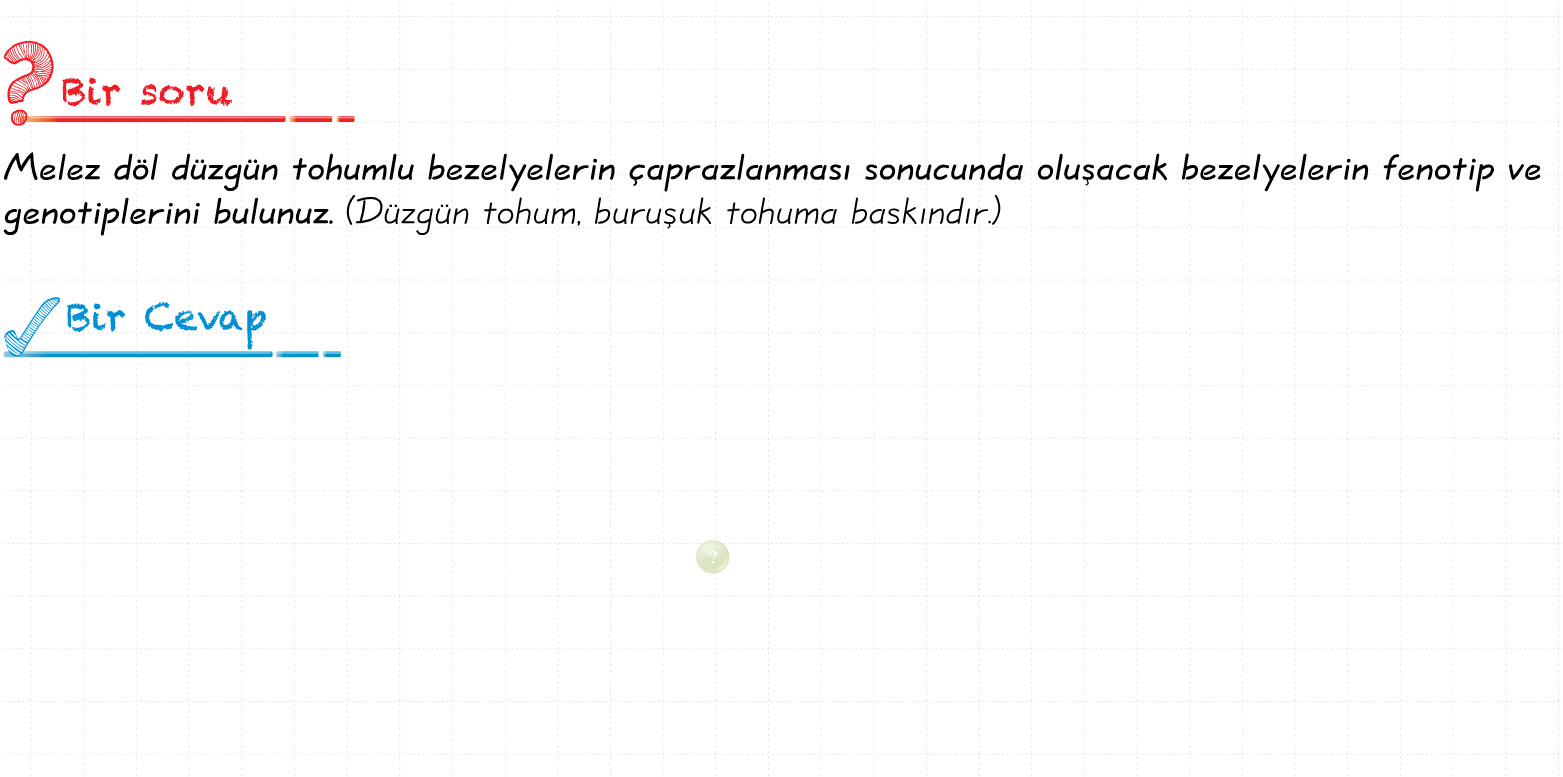 Bir soru
Melez döl düzgün tohumlu bezelyelerin çaprazlanması sonucunda oluşacak bezelyelerin fenotip ve
genotiplerini bulunuz. (Düzgün tohum, buruşuk tohuma baskındır.)
Bir Cevap
?